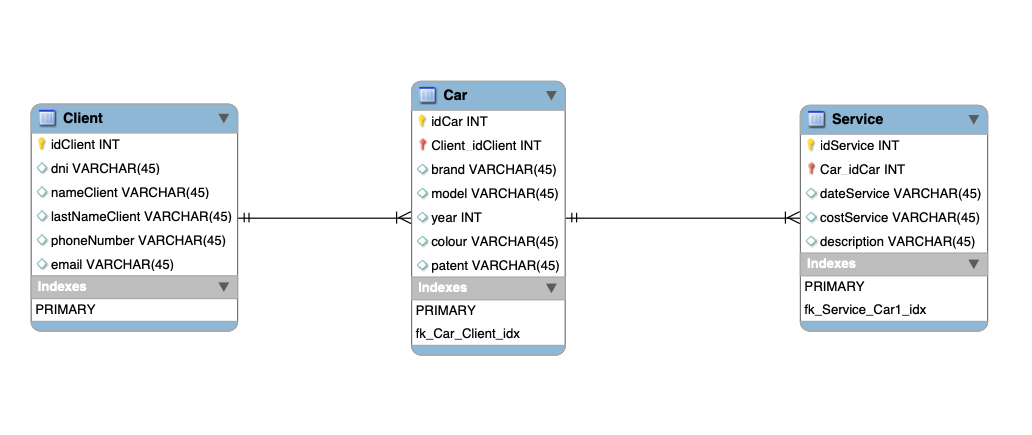 Client
idClient INT
dni VARCHAR(45)
nameClient VARCHAR(45)
lastNameClient VARCHAR(45)
phoneNumber VARCHAR(45)
email VARCHAR(45)
Indexes
PRIMARY
Car
idCar INT
Client_idClient INT
brand VARCHAR(45)
model VARCHAR(45)
year INT
colour VARCHAR(45)
patent VARCHAR(45)
Indexes
PRIMARY
fk_Car_Client_idx
Service
idService INT
Car_idCar INT
dateService VARCHAR(45)
costService VARCHAR(45)
description VARCHAR(45)
Indexes
PRIMARY
fk_Service_Car1_idx